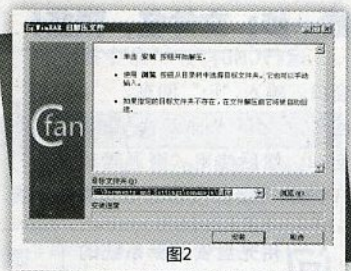 WinRAR 自解压文件
• 单击 安装 按钮开始解压。
• 使用 浏览 按钮从目录树中选择目标文件夹。它也可以手动
输入。
• 如果指定的目标文件夹不存在，在文件解压前它将被自动创
建。
Cfan
目标文件夹(D)
浏览(W)...
安装进度
安装
取消
图2